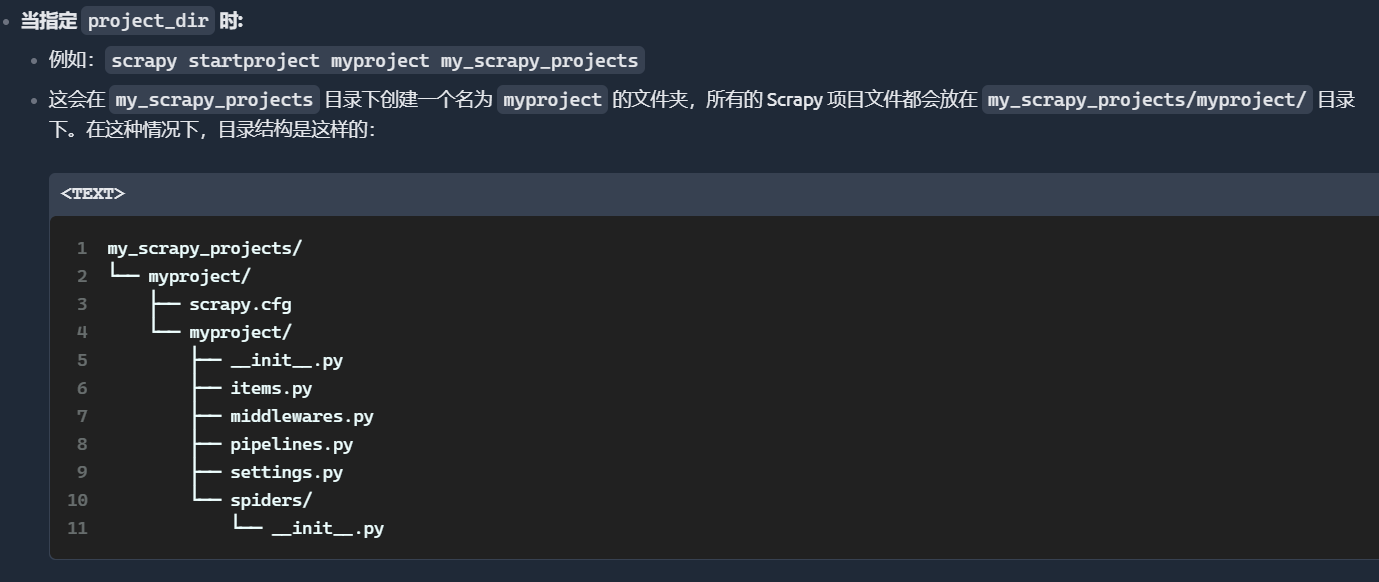 当指定 project_dir 时:
例如：scrapy startproject myproject my_scrapy_projects
这会在 my_scrapy_projects 目录下创建一个名为 myproject 的文件夹，所有的 Scrapy 项目文件都会放在 my_scrapy_projects/myproject/ 目录
下。在这种情况下，目录结构是这样的：
<TEXT>
1 my_scrapy_projects/
2 └── myproject/
3     ├── scrapy.cfg
4     └── myproject/
5         ├── __init__.py
6         ├── items.py
7         ├── middlewares.py
8         ├── pipelines.py
9         ├── settings.py
10         └── spiders/
11             └── __init__.py